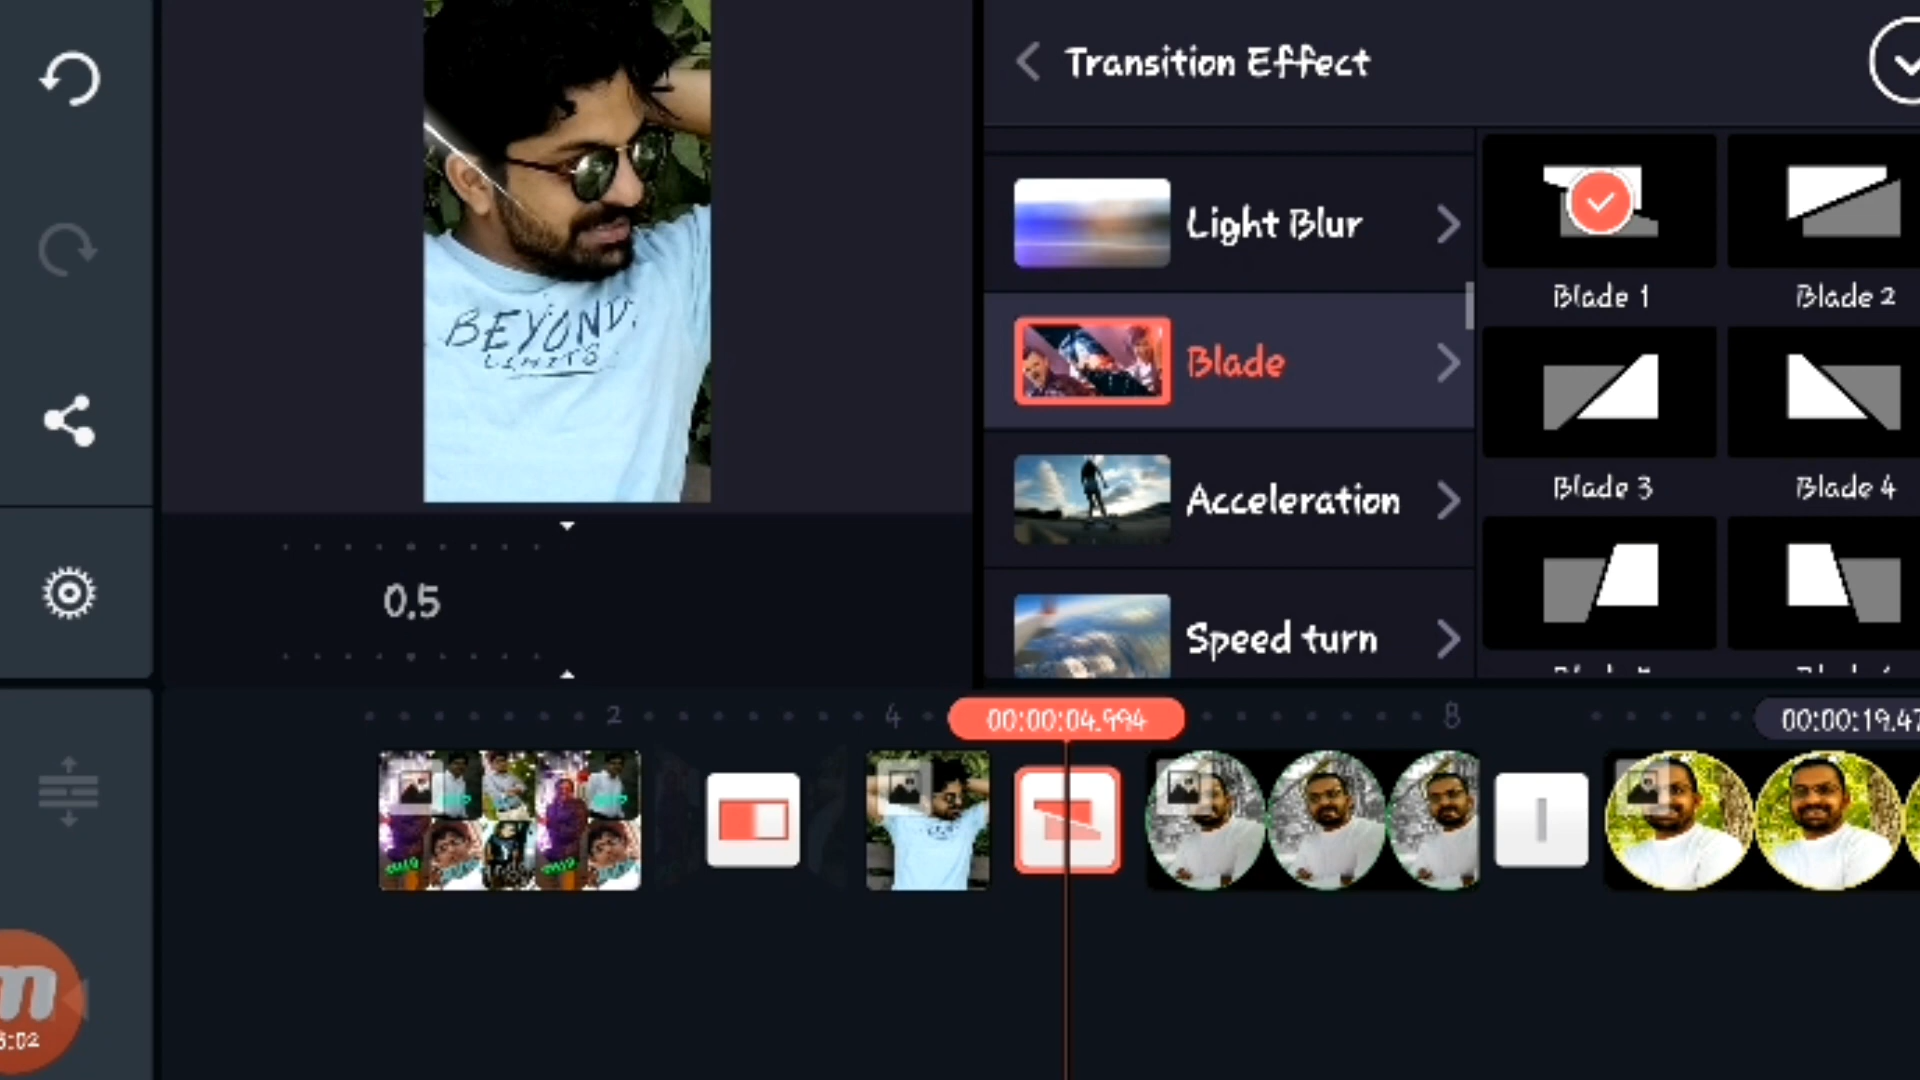 Transition Effect
Light Blur
Blade
Acceleration
Speed turn
Blade 1
Blade 2
Blade 3
Blade 4
BEYOND
LIMITS
0.5
2
4
00:00:04.994
8
00:00:19.47
m
:02